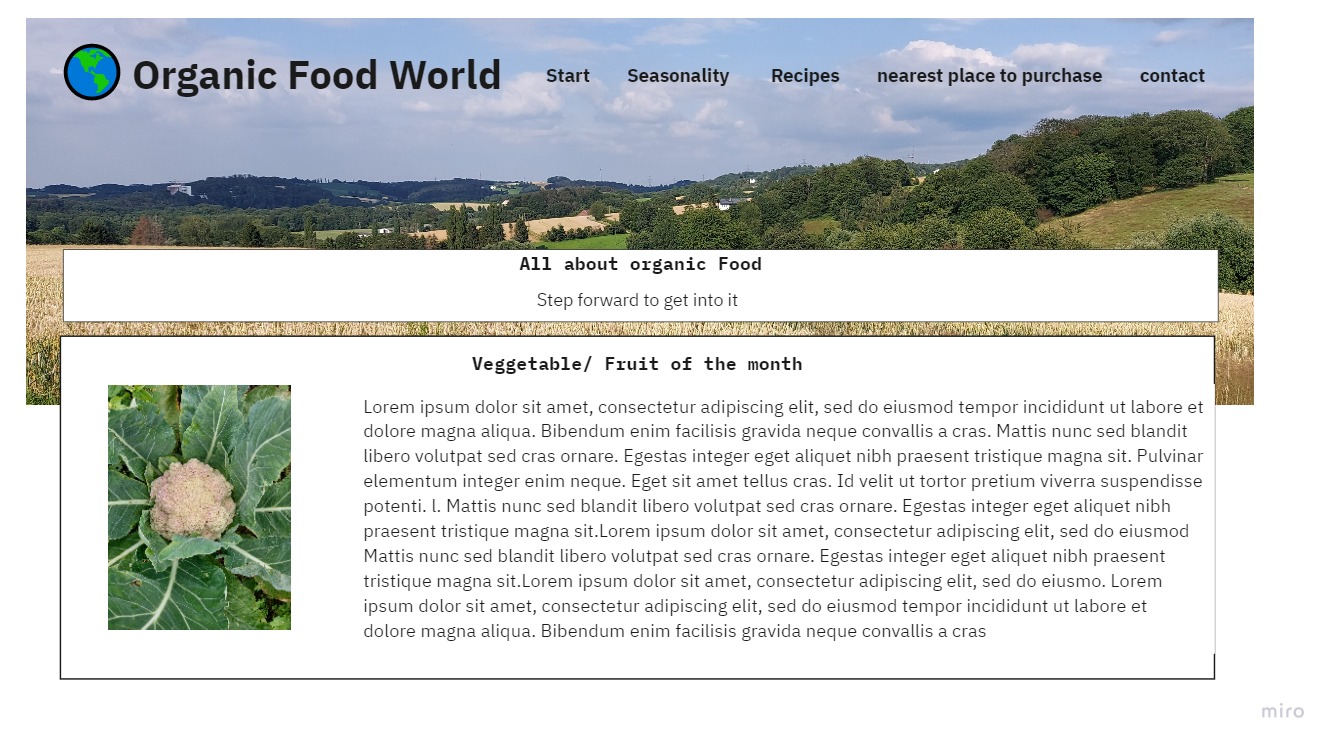 Organic Food World
Start Seasonality Recipes nearest place to purchase contact
All about organic Food
Step forward to get into it
Veggetable/ Fruit of the month
Lorem ipsum dolor sit amet, consectetur adipiscing elit, sed do eiusmod tempor incididunt ut labore et
dolore magna aliqua. Bibendum enim facilisis gravida neque convallis a cras. Mattis nunc sed blandit
libero volutpat sed cras ornare. Egestas integer eget aliquet nibh praesent tristique magna sit. Pulvinar
elementum integer enim neque. Eget sit amet tellus cras. Id velit ut tortor pretium viverra suspendisse
potenti. l. Mattis nunc sed blandit libero volutpat sed cras ornare. Egestas integer eget aliquet nibh
praesent tristique magna sit.Lorem ipsum dolor sit amet, consectetur adipiscing elit, sed do eiusmod
Mattis nunc sed blandit libero volutpat sed cras ornare. Egestas integer eget aliquet nibh praesent
tristique magna sit.Lorem ipsum dolor sit amet, consectetur adipiscing elit, sed do eiusmo. Lorem
ipsum dolor sit amet, consectetur adipiscing elit, sed do eiusmod tempor incididunt ut labore et
dolore magna aliqua. Bibendum enim facilisis gravida neque convallis a cras
miro